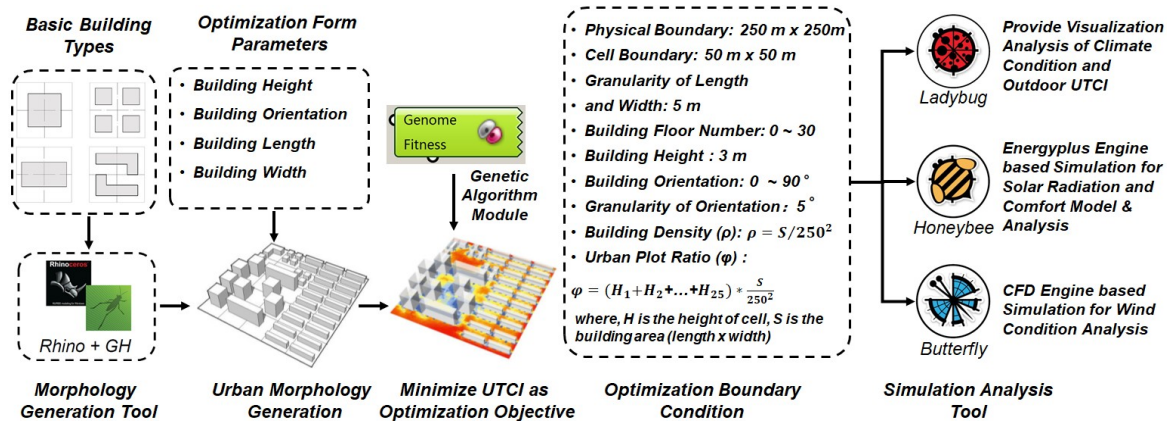 Basic Building
Types
Rhinoceros
Rhino + GH
Morphology
Generation Tool
Optimization Form
Parameters
• Building Height
• Building Orientation
• Building Length
• Building Width
Urban Morphology
Generation
Genome
Fitness
Genetic
Algorithm
Module
Minimize UTCI as
Optimization Objective
• Physical Boundary: 250 m x 250m
• Cell Boundary: 50 m x 50 m
• Granularity of Length
and Width: 5 m
• Building Floor Number: 0 ~ 30
• Building Height : 3 m
• Building Orientation: 0 ~ 90°
• Granularity of Orientation: 5°
• Building Density (ρ): ρ = S/250²
• Urban Plot Ratio (φ) :
φ = (H₁+H₂+...+H₂₅) * S/250²
where, H is the height of cell, S is the
building area (length x width)
Optimization Boundary
Condition
Ladybug
Provide Visualization
Analysis of Climate
Condition and
Outdoor UTCI
Honeybee
Energyplus Engine
based Simulation for
Solar Radiation and
Comfort Model &
Analysis
Butterfly
CFD Engine based
Simulation for Wind
Condition Analysis
Simulation Analysis
Tool